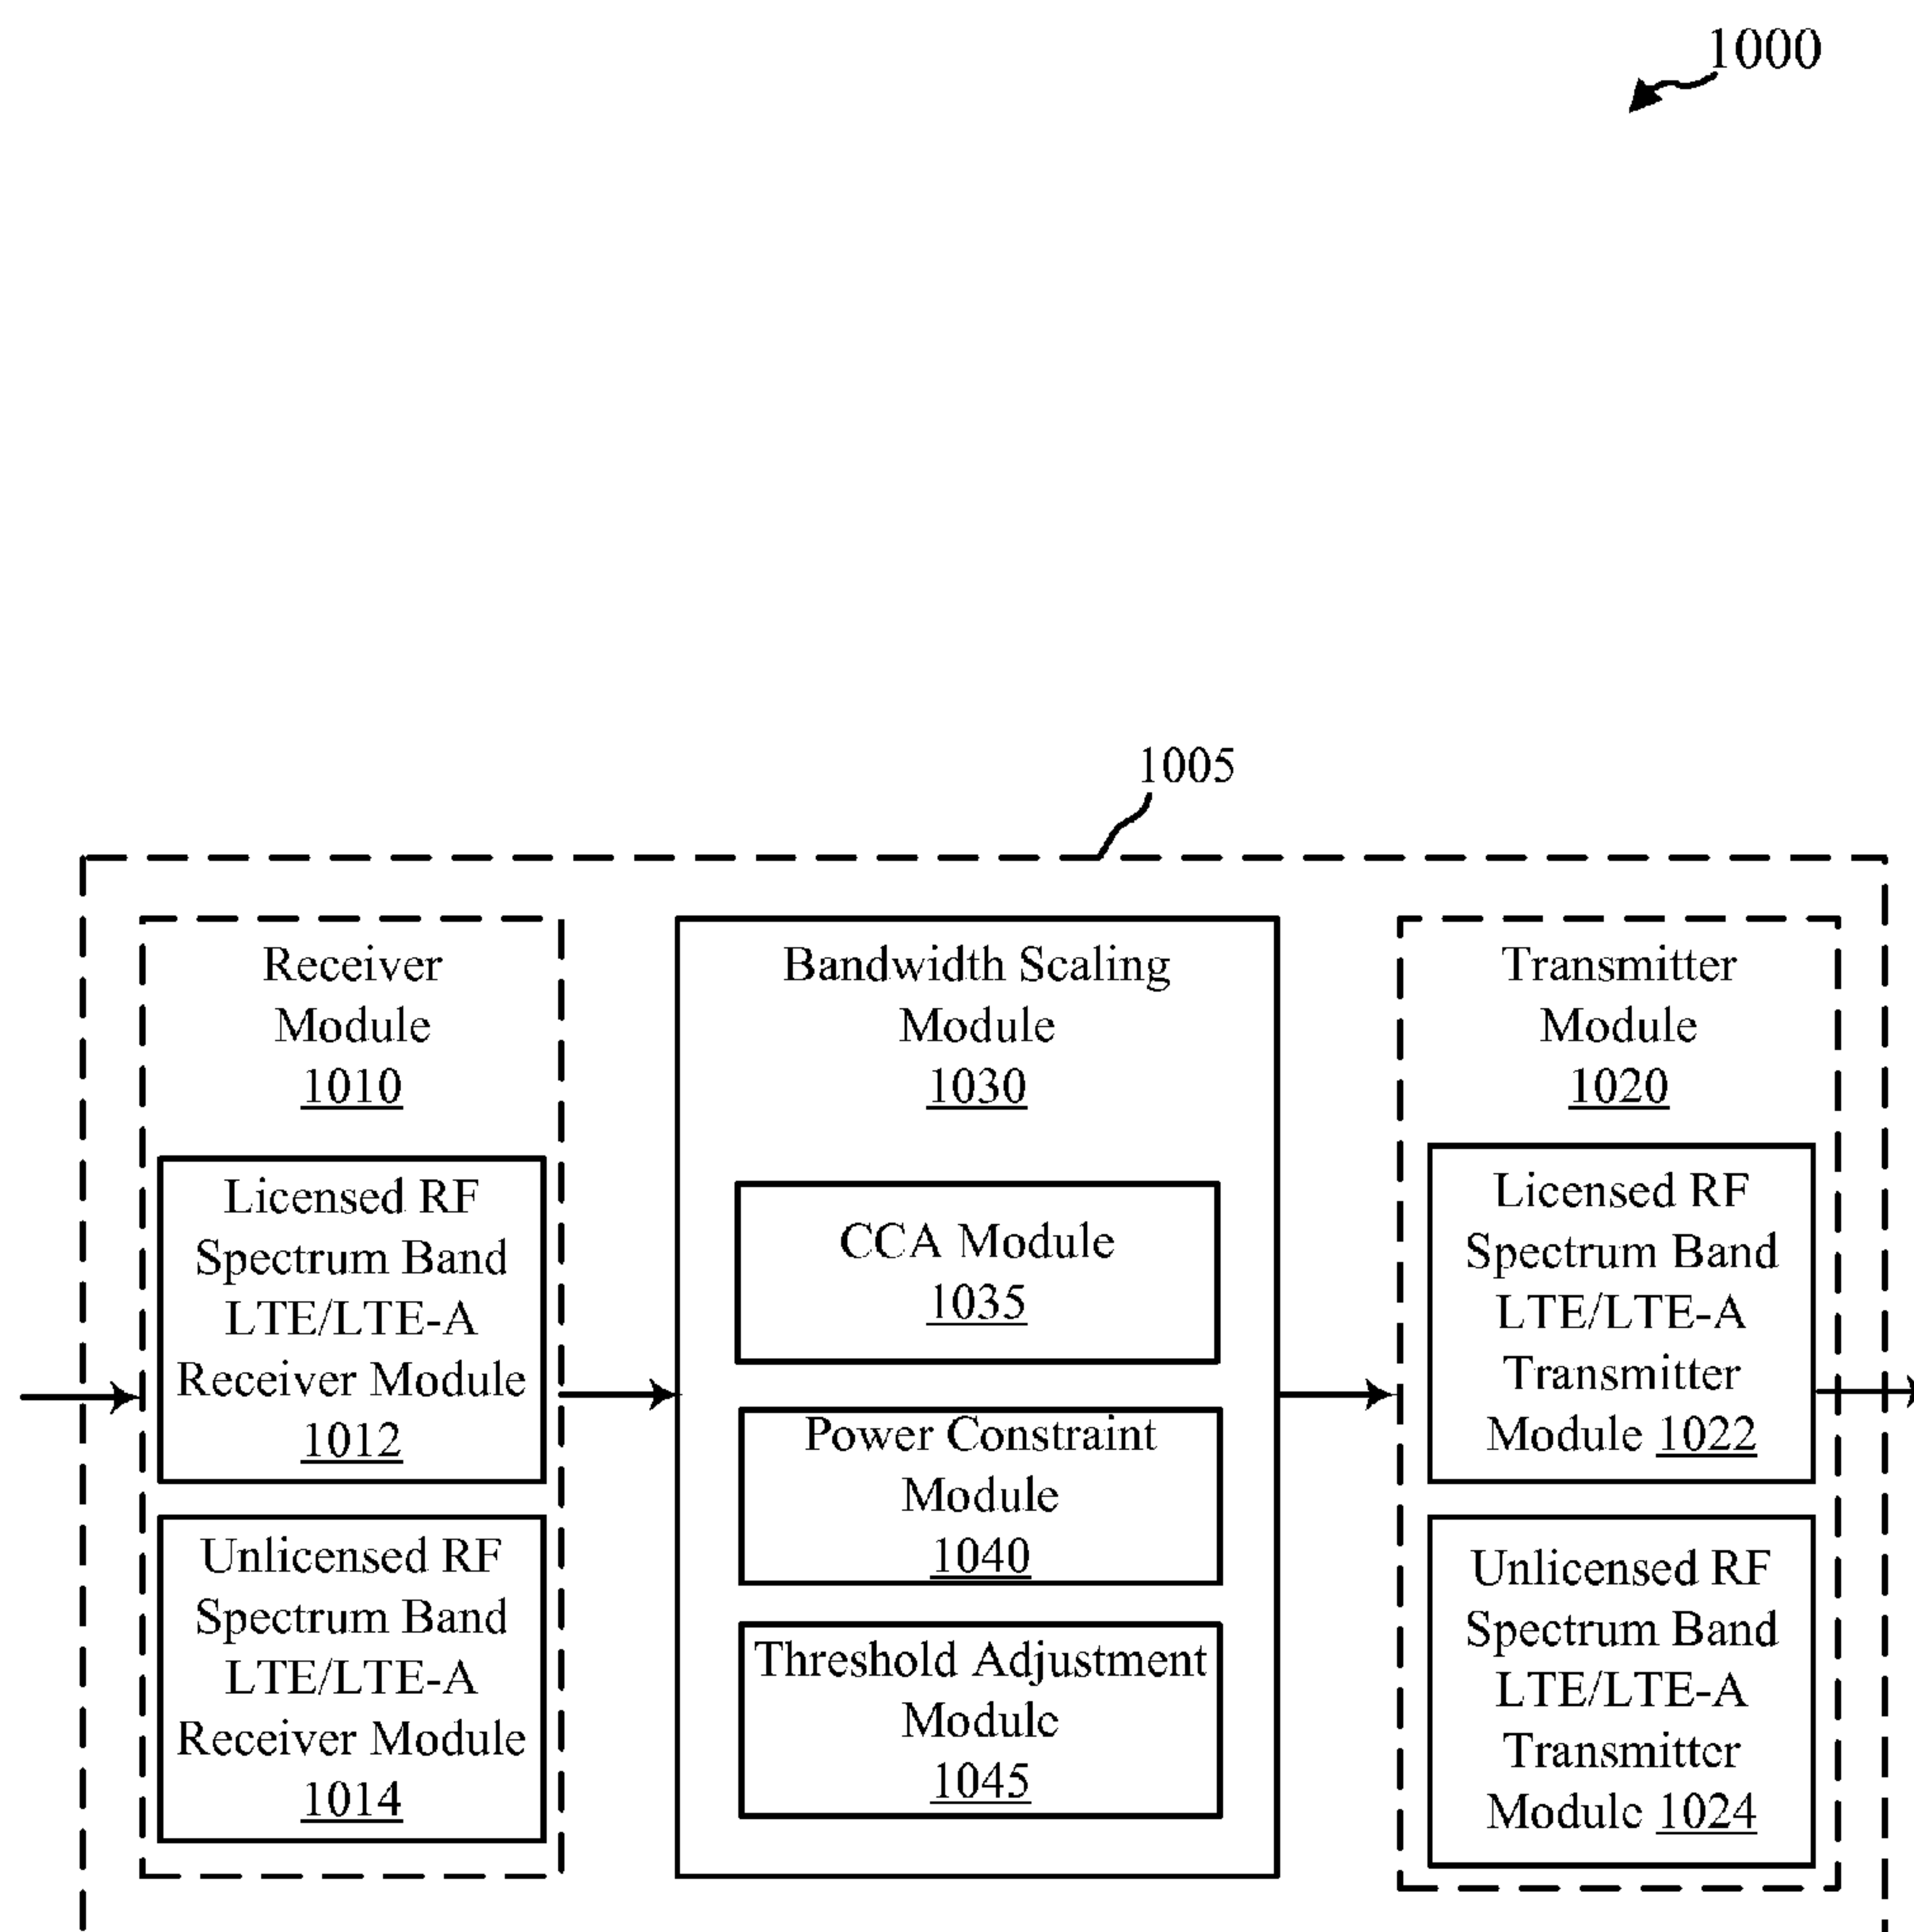 1000
1005
Receiver
Module
1010
Licensed RF
Spectrum Band
LTE/LTE-A
Receiver Module
1012
Unlicensed RF
Spectrum Band
LTE/LTE-A
Receiver Module
1014
Bandwidth Scaling
Module
1030
CCA Module
1035
Power Constraint
Module
1040
Threshold Adjustment
Module
1045
Transmitter
Module
1020
Licensed RF
Spectrum Band
LTE/LTE-A
Transmitter
Module 1022
Unlicensed RF
Spectrum Band
LTE/LTE-A
Transmitter
Module 1024